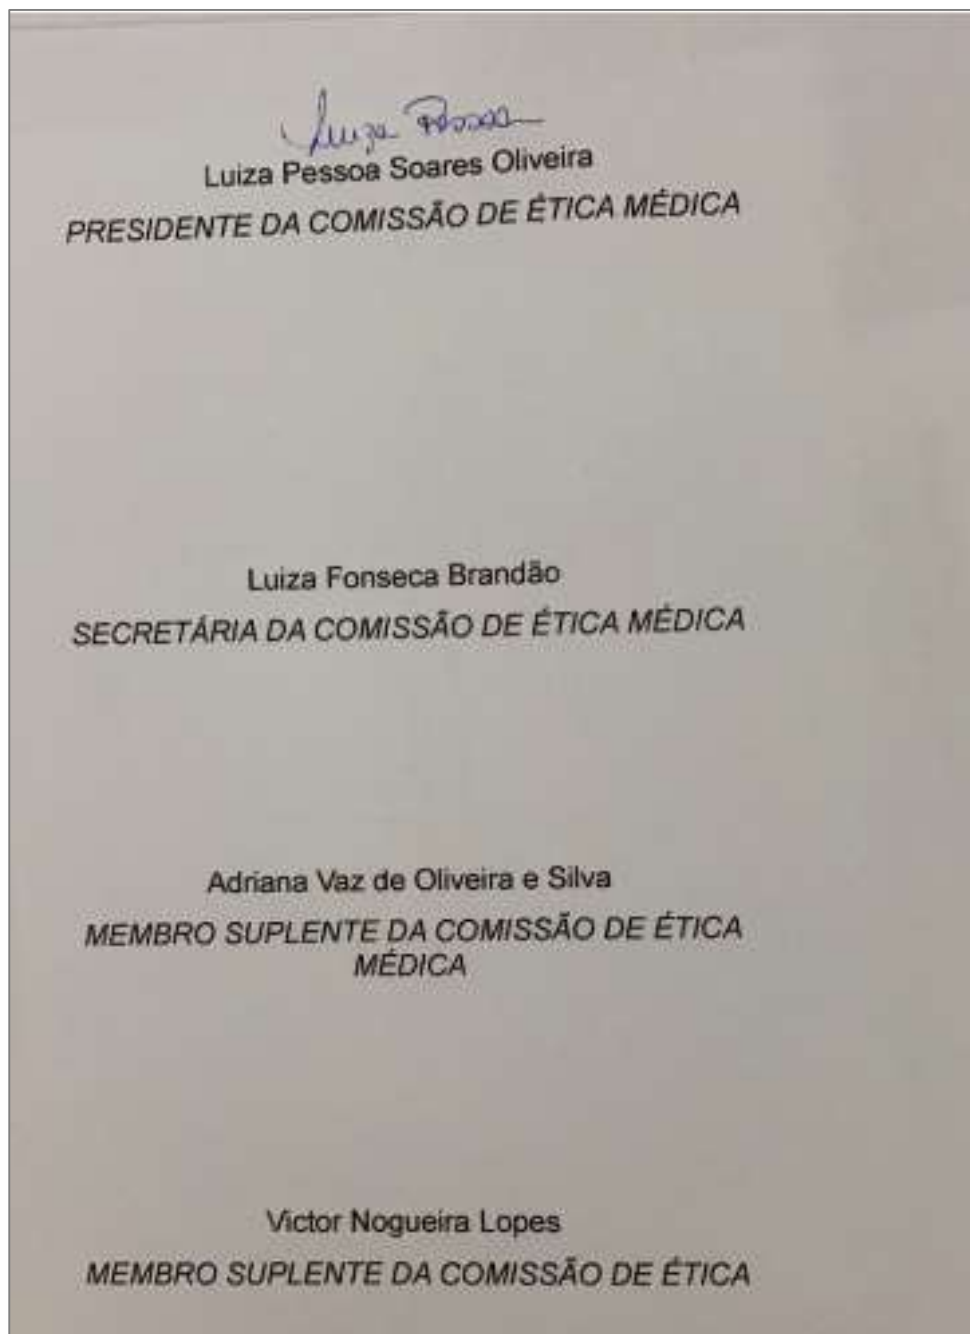 Luiza Pessoa
Luiza Pessoa Soares Oliveira
PRESIDENTE DA COMISSÃO DE ÉTICA MÉDICA
Luiza Fonseca Brandão
SECRETÁRIA DA COMISSÃO DE ÉTICA MÉDICA
Adriana Vaz de Oliveira e Silva
MEMBRO SUPLENTE DA COMISSÃO DE ÉTICA
MÉDICA
Victor Nogueira Lopes
MEMBRO SUPLENTE DA COMISSÃO DE ÉTICA